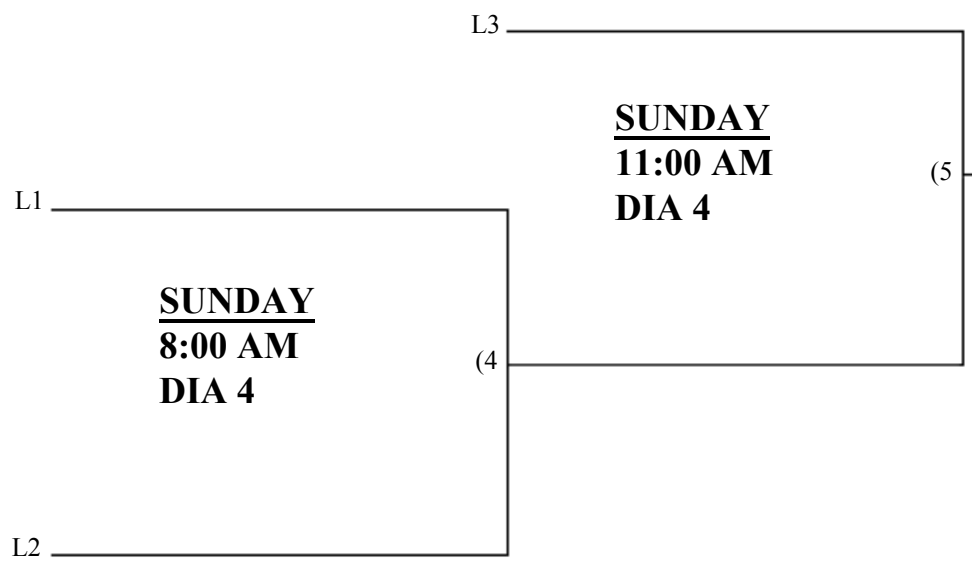 L3
SUNDAY
11:00 AM
DIA 4
(5
L1
SUNDAY
8:00 AM
DIA 4
(4
L2